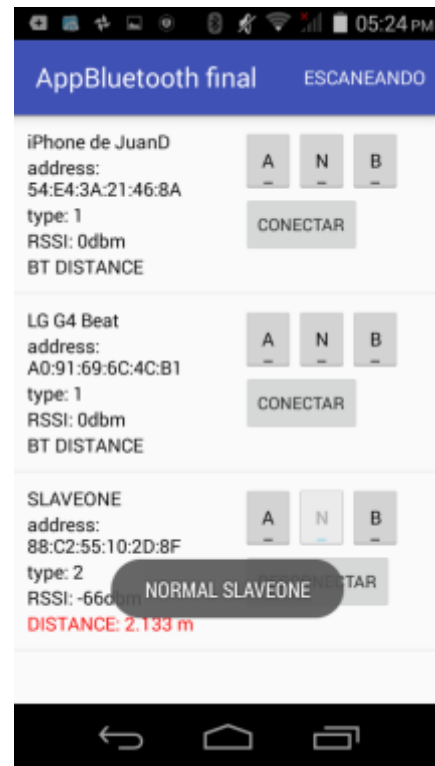 05:24 PM
AppBluetooth final ESCANEANDO
iPhone de JuanD
address:
54:E4:3A:21:46:8A
type: 1
RSSI: 0dbm
BT DISTANCE
A N B
CONECTAR
LG G4 Beat
address:
A0:91:69:6C:4C:B1
type: 1
RSSI: 0dbm
BT DISTANCE
A N B
CONECTAR
SLAVEONE
address:
88:C2:55:10:2D:8F
type: 2
RSSI: -66dbm
DISTANCE: 2.133 m
A N B
NORMAL SLAVEONE